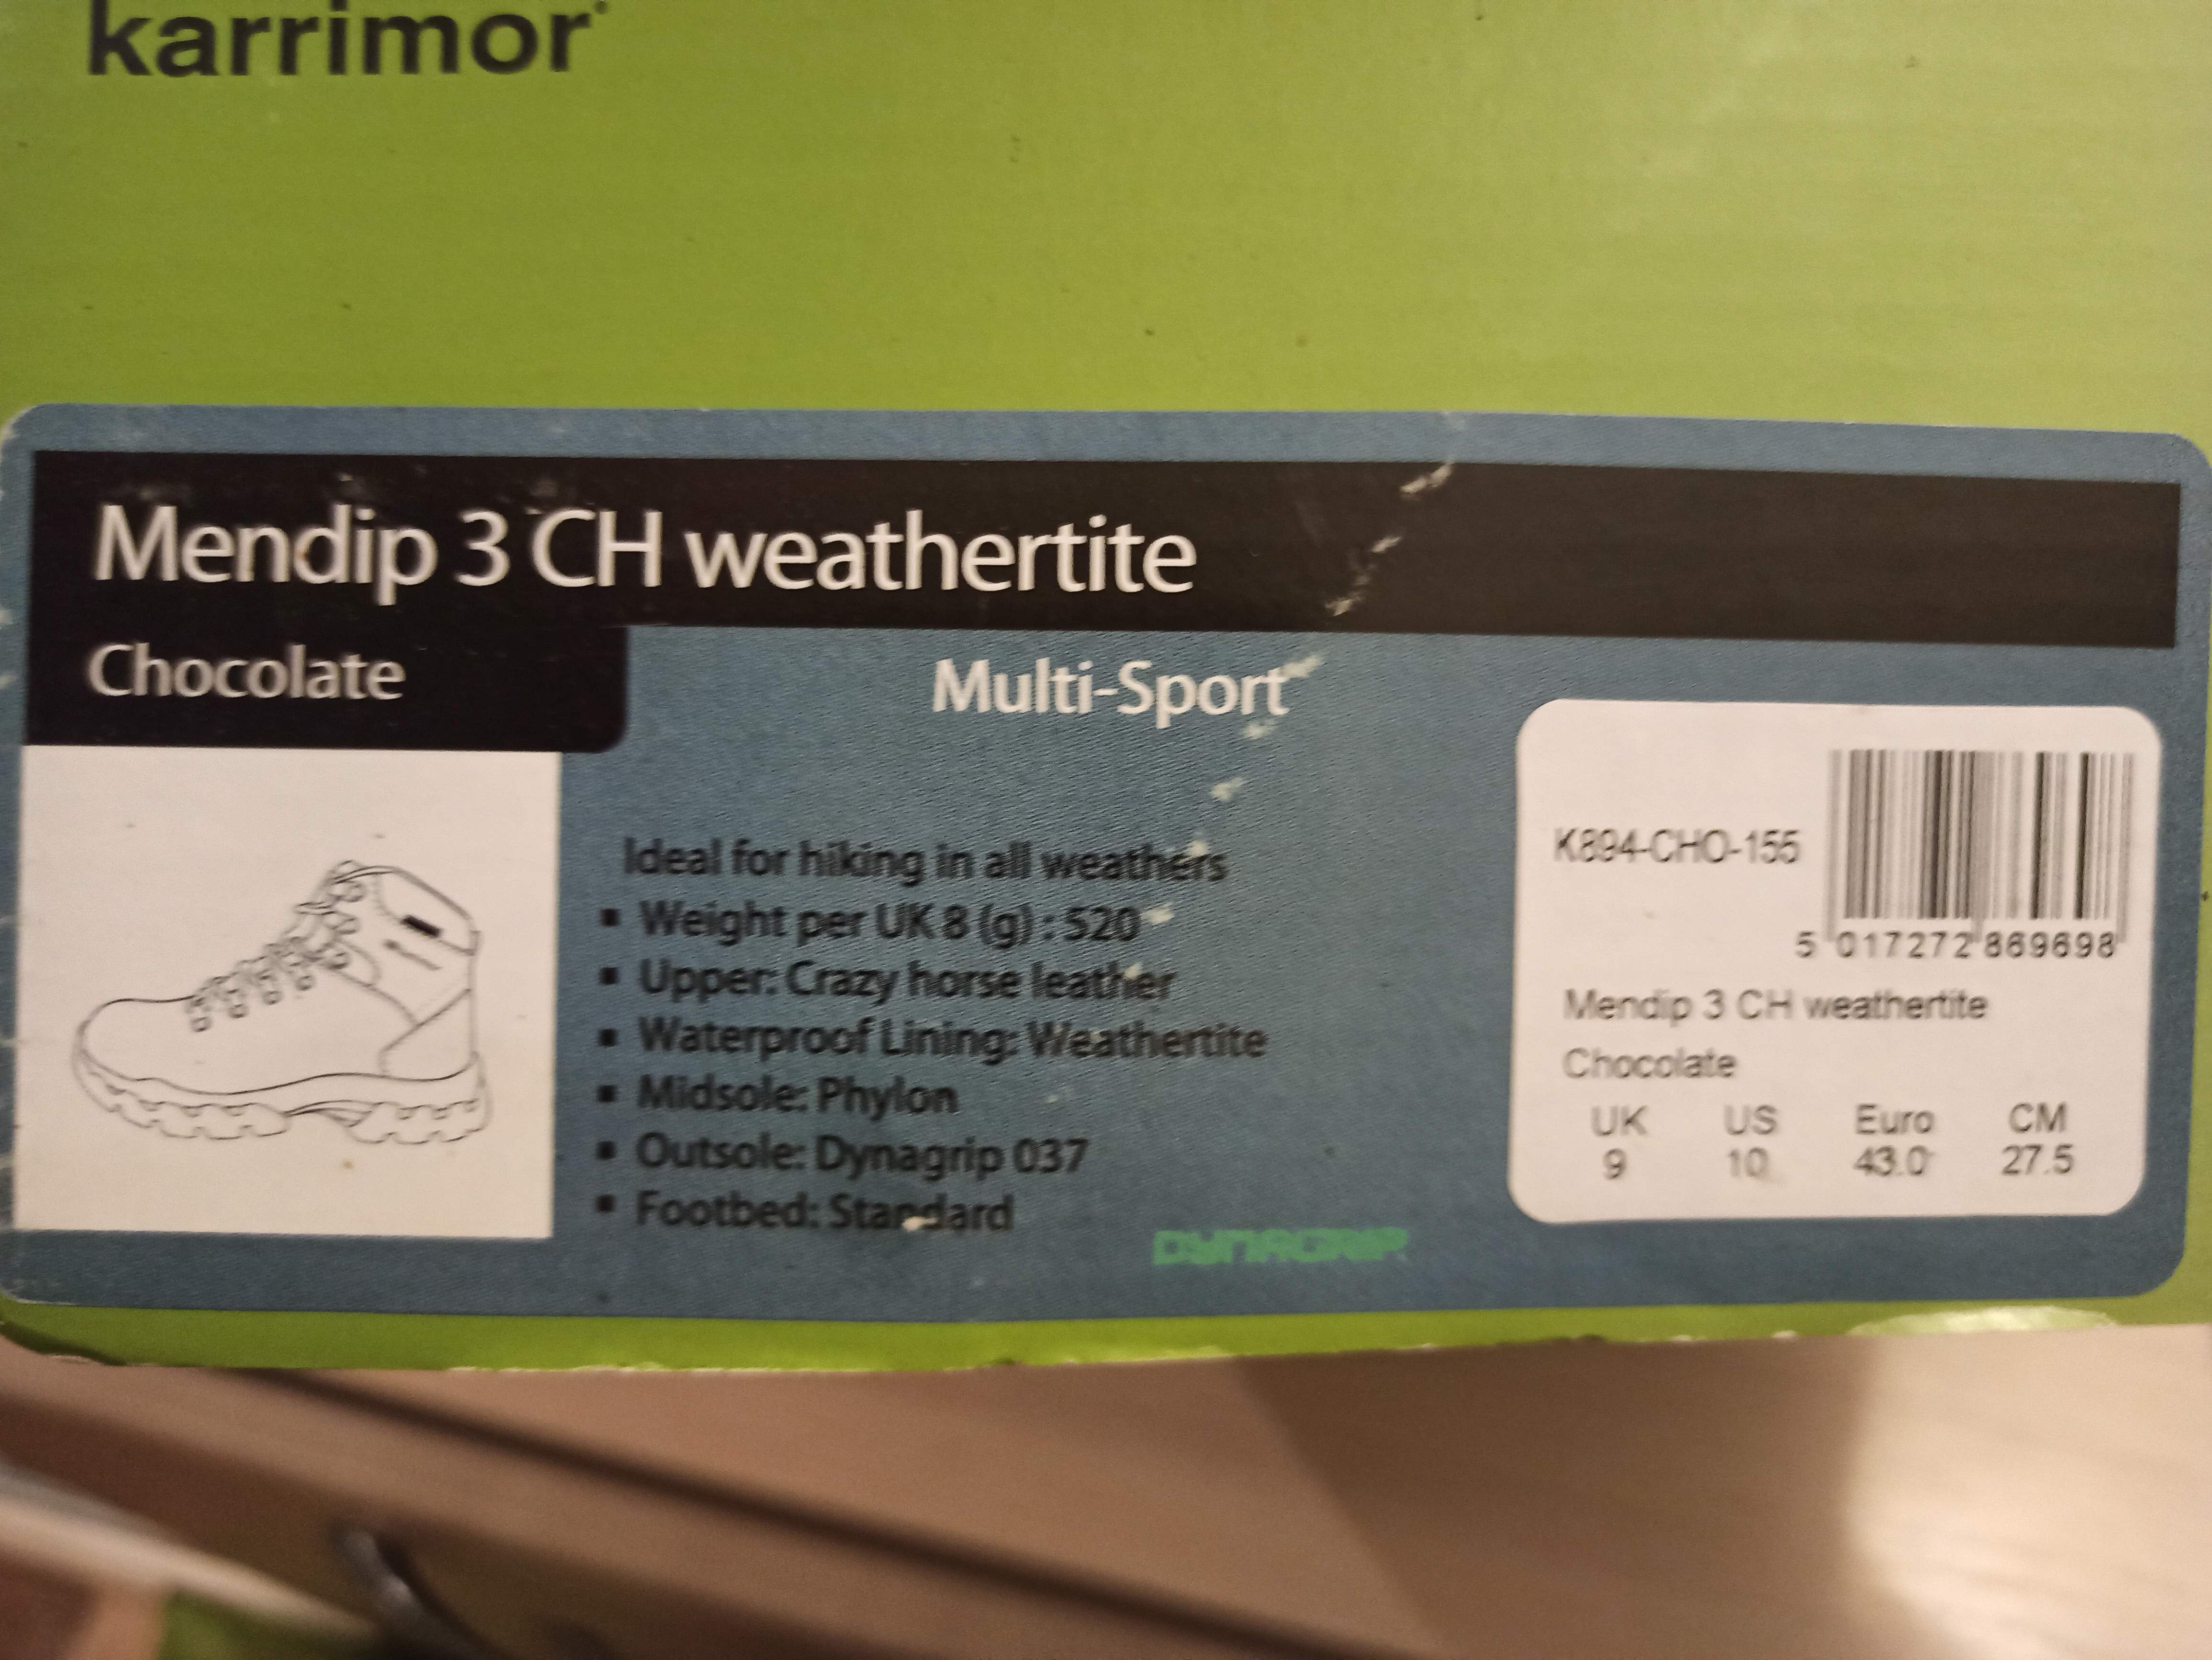 karrimor
Mendip 3 CH weathertite
Chocolate
Multi-Sport
Ideal for hiking in all weathers
▪ Weight per UK 8 (g) : 520
▪ Upper: Crazy horse leather
▪ Waterproof Lining: Weathertite
▪ Midsole: Phylon
▪ Outsole: Dynagrip 037
▪ Footbed: Standard
DYNAGRIP
K894-CHO-155
5 017272 869698
Mendip 3 CH weathertite
Chocolate
UK US Euro CM
9 10 43.0 27.5